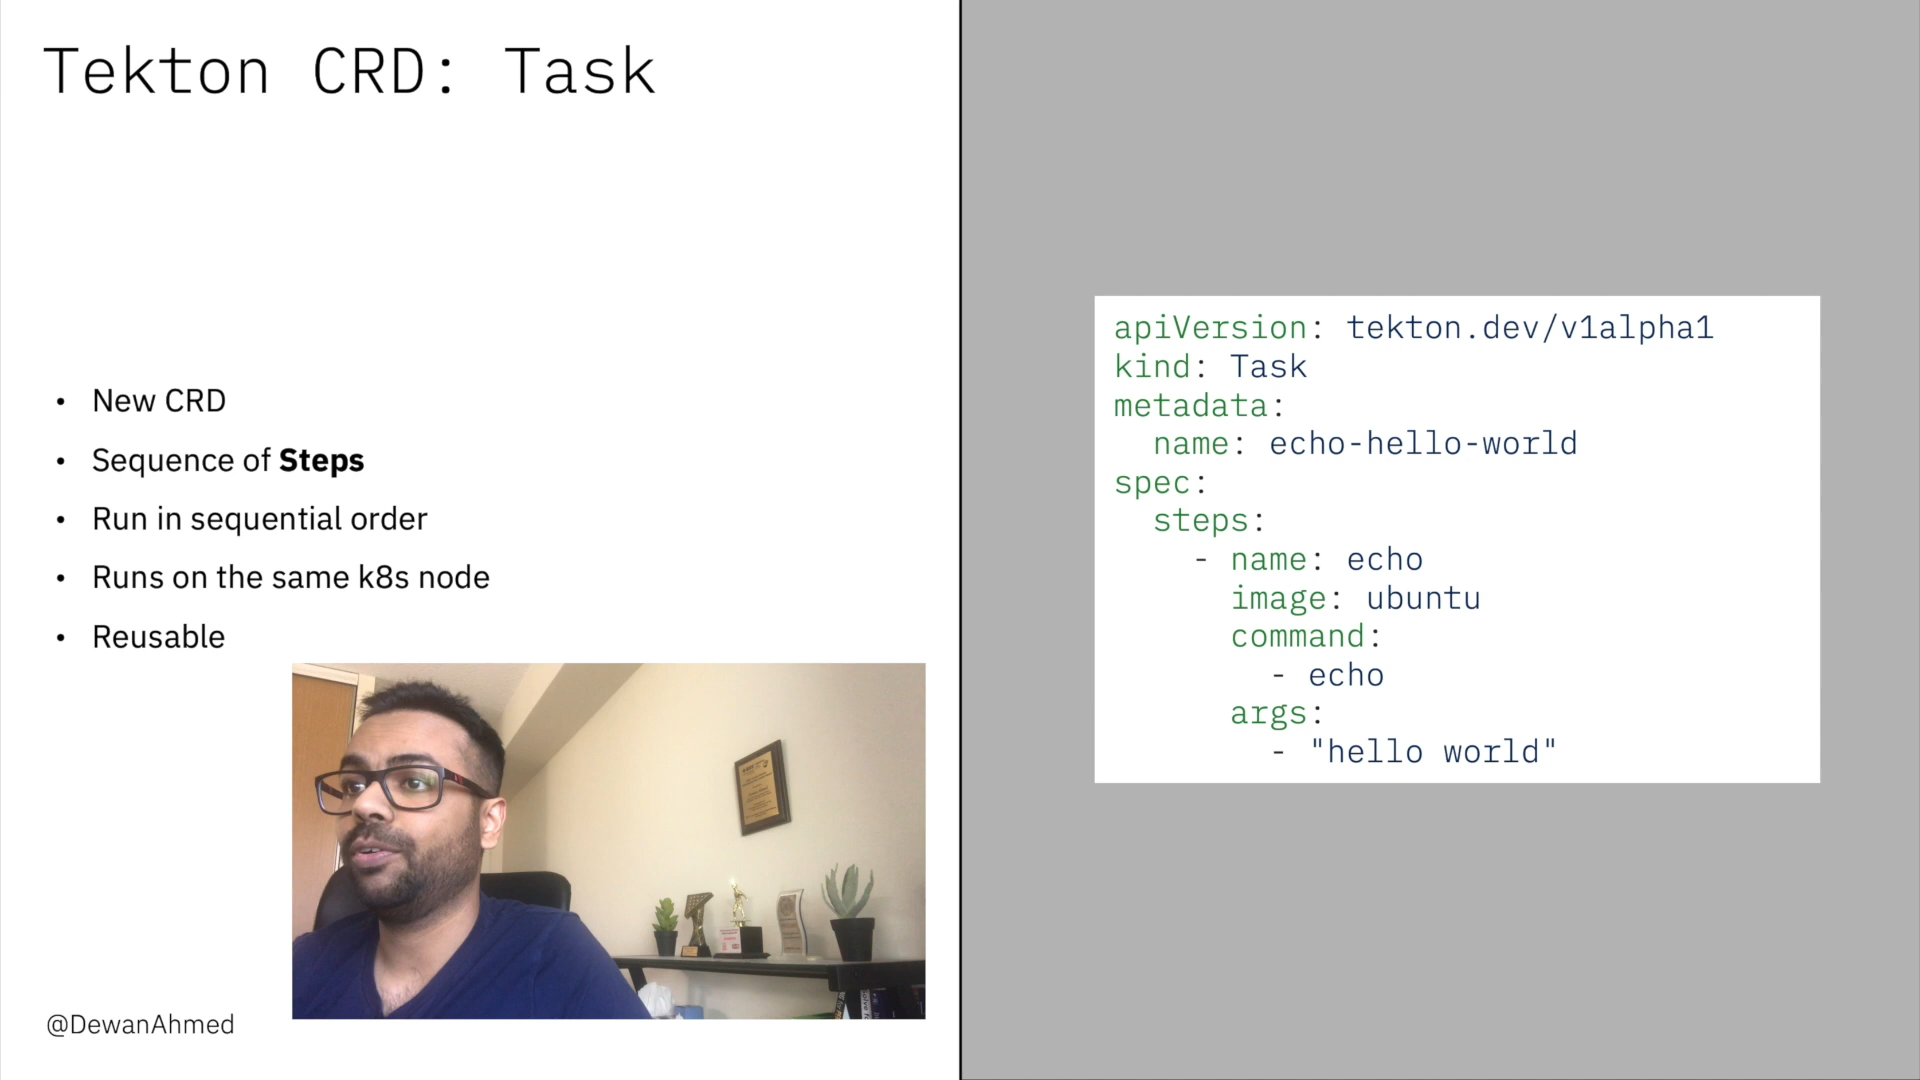 Tekton CRD: Task
• New CRD
• Sequence of Steps
• Run in sequential order
• Runs on the same k8s node
• Reusable
@DewanAhmed
apiVersion: tekton.dev/v1alpha1
kind: Task
metadata:
  name: echo-hello-world
spec:
  steps:
    - name: echo
      image: ubuntu
      command:
        - echo
      args:
        - "hello world"